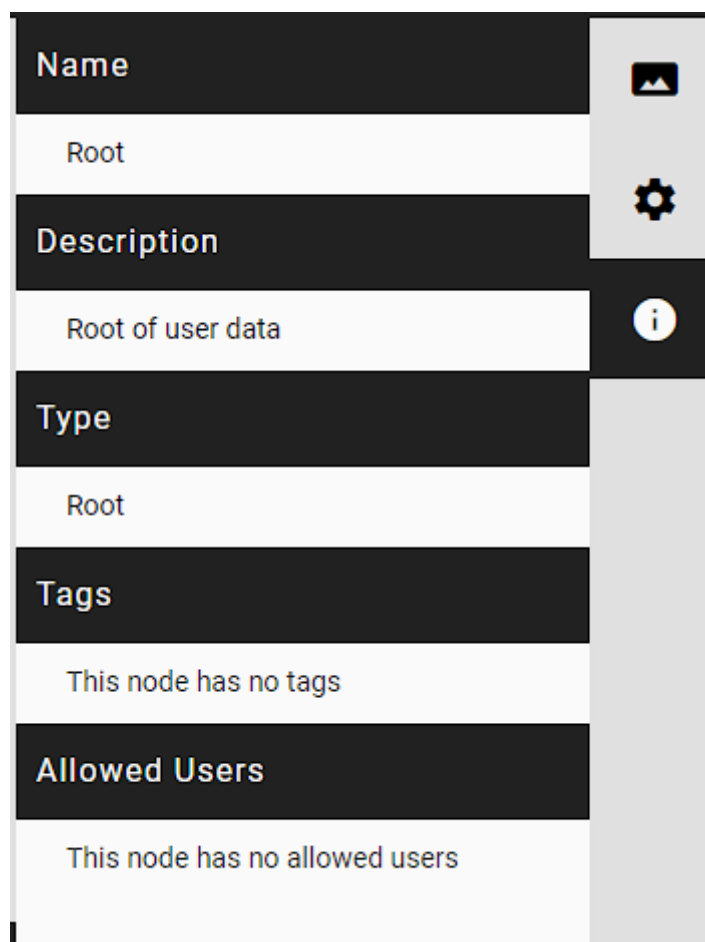 Name
Root
Description
Root of user data
Type
Root
Tags
This node has no tags
Allowed Users
This node has no allowed users